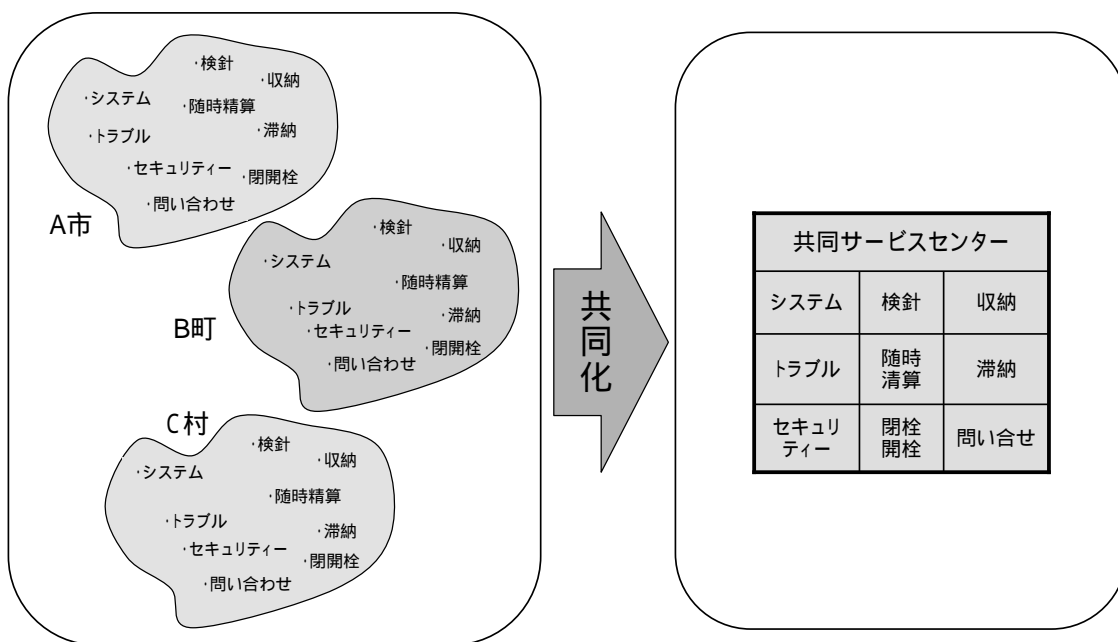 ・検針
・収納
・システム
・随時精算
・トラブル
・滞納
・セキュリティー
・閉開栓
・問い合わせ
A市
・検針
・収納
・システム
・随時精算
・トラブル
・滞納
・セキュリティー
・閉開栓
・問い合わせ
B町
C村
・検針
・収納
・システム
・随時精算
・トラブル
・滞納
・セキュリティー
・閉開栓
・問い合わせ
共
同
化
共同サービスセンター
システム
検針
収納
トラブル
随時
清算
滞納
セキュリ
ティー
閉栓
開栓
問い合せ